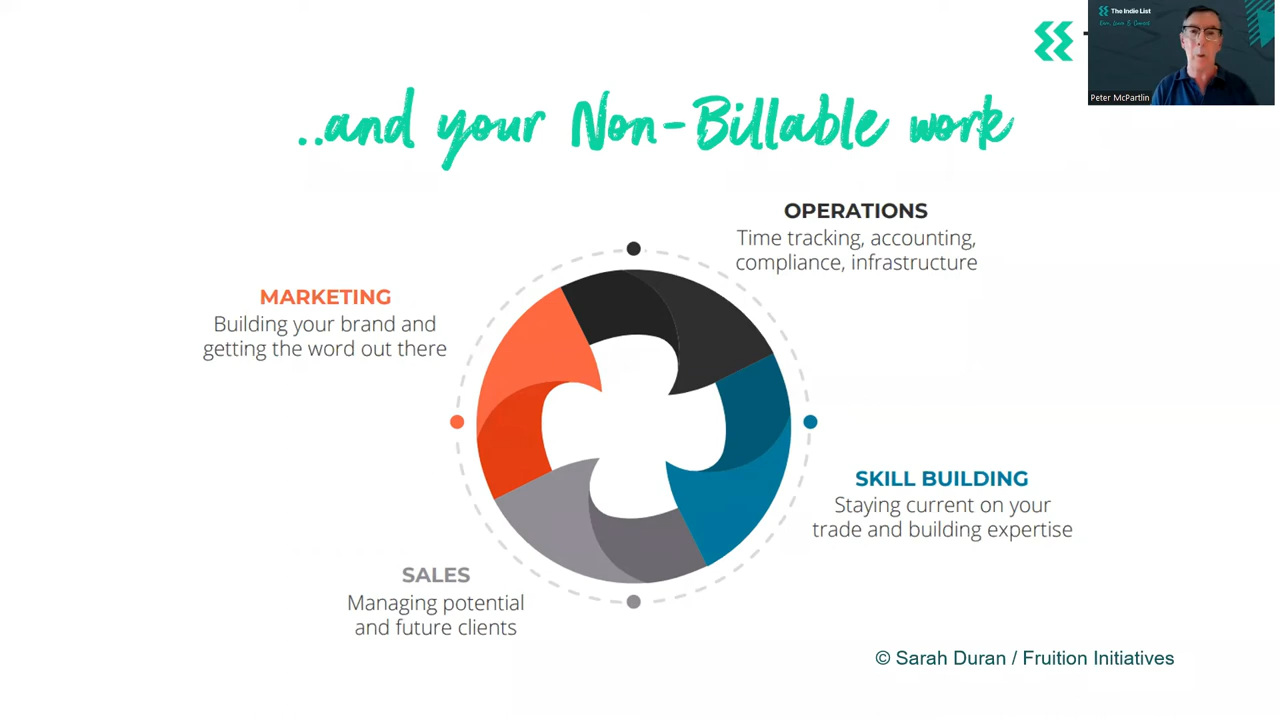 The Indie List
Peter McPartlin
..and your Non-Billable work
OPERATIONS
Time tracking, accounting,
compliance, infrastructure
MARKETING
Building your brand and
getting the word out there
SKILL BUILDING
Staying current on your
trade and building expertise
SALES
Managing potential
and future clients
© Sarah Duran / Fruition Initiatives